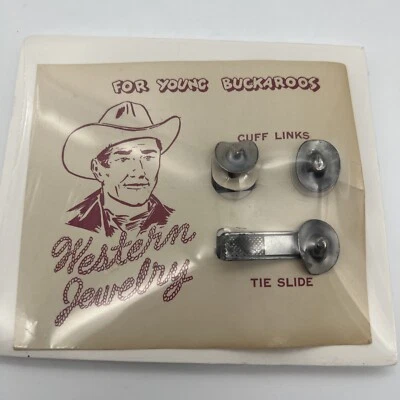 FOR YOUNG BUCKAROOS
CUFF LINKS
Western
Jewelry
TIE SLIDE